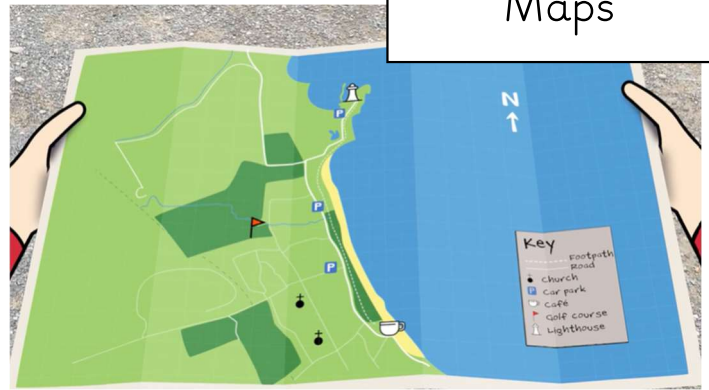 Maps
N
P
P
P
Key
Footpath
Road
Church
P Car park
Café
Golf course
Lighthouse